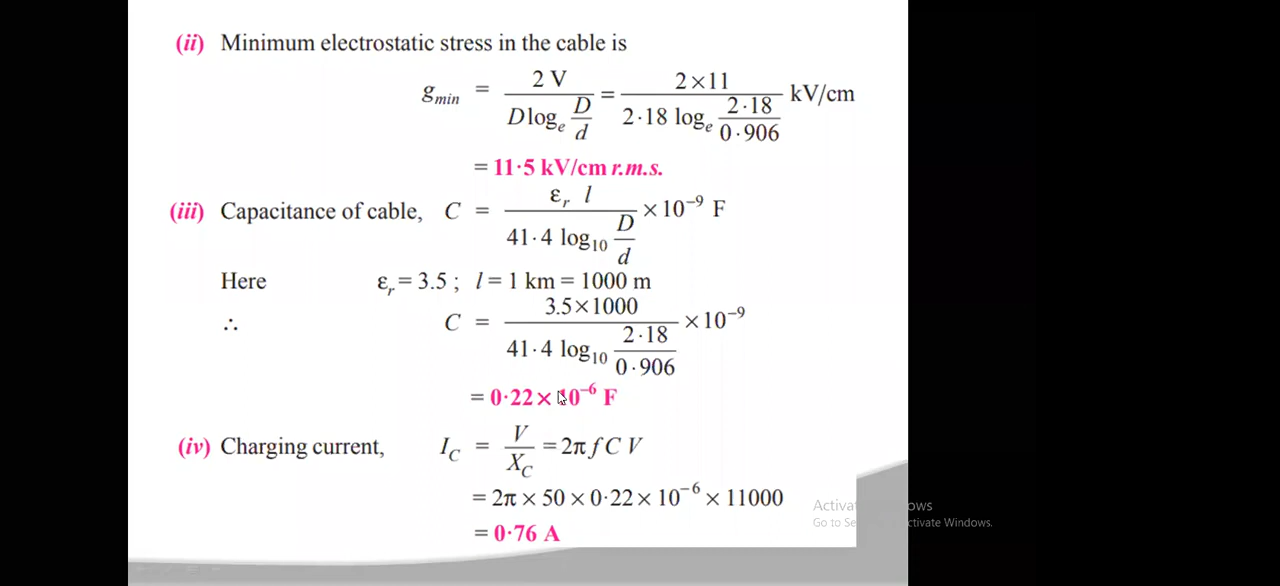 (ii) Minimum electrostatic stress in the cable is
g_min = 2 V / (D log_e D/d) = 2×11 / (2·18 log_e 2·18/0·906) kV/cm
= 11·5 kV/cm r.m.s.
(iii) Capacitance of cable, C = ε_r l / (41·4 log_10 D/d) ×10^–9 F
Here ε_r = 3.5 ; l = 1 km = 1000 m
∴ C = 3.5×1000 / (41·4 log_10 2·18/0·906) ×10^–9
= 0·22× 10^–6 F
(iv) Charging current, I_C = V/X_C = 2π f C V
= 2π × 50 × 0·22 × 10^–6 × 11000
= 0·76 A